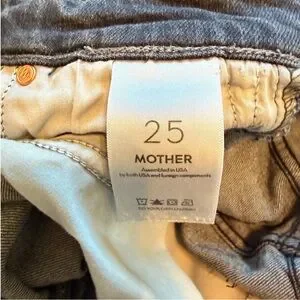 25
MOTHER
Assembled in USA
by both USA and foreign components